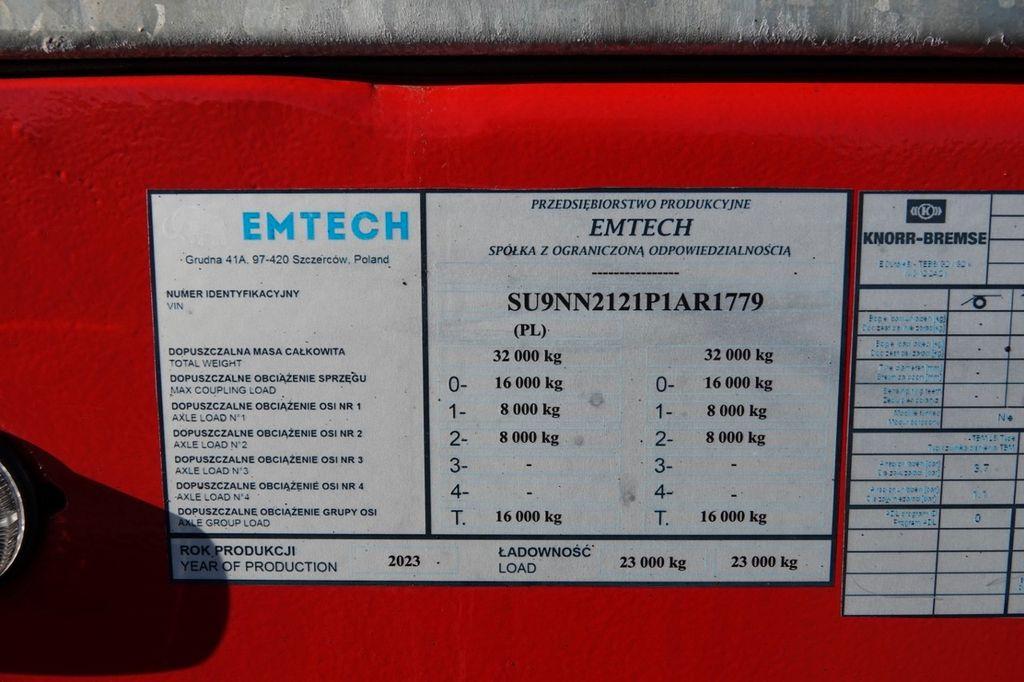 EMTECH
Grudna 41A, 97-420 Szczerców, Poland
PRZEDSIĘBIORSTWO PRODUKCYJNE
EMTECH
SPÓŁKA Z OGRANICZONĄ ODPOWIEDZIALNOŚCIĄ
----------------
NUMER IDENTYFIKACYJNY
VIN
SU9NN2121P1AR1779
(PL)
DOPUSZCZALNA MASA CAŁKOWITA
TOTAL WEIGHT
32 000 kg 32 000 kg
DOPUSZCZALNE OBCIĄŻENIE SPRZĘGU
MAX COUPLING LOAD
0- 16 000 kg 0- 16 000 kg
DOPUSZCZALNE OBCIĄŻENIE OSI NR 1
AXLE LOAD N°1
1- 8 000 kg 1- 8 000 kg
DOPUSZCZALNE OBCIĄŻENIE OSI NR 2
AXLE LOAD N°2
2- 8 000 kg 2- 8 000 kg
DOPUSZCZALNE OBCIĄŻENIE OSI NR 3
AXLE LOAD N°3
3- - 3- -
DOPUSZCZALNE OBCIĄŻENIE OSI NR 4
AXLE LOAD N°4
4- - 4- -
DOPUSZCZALNE OBCIĄŻENIE GRUPY OSI
AXLE GROUP LOAD
T. 16 000 kg T. 16 000 kg
ROK PRODUKCJI
YEAR OF PRODUCTION
2023
ŁADOWNOŚĆ
LOAD
23 000 kg 23 000 kg
K
KNORR-BREMSE
3.7
1.1
0